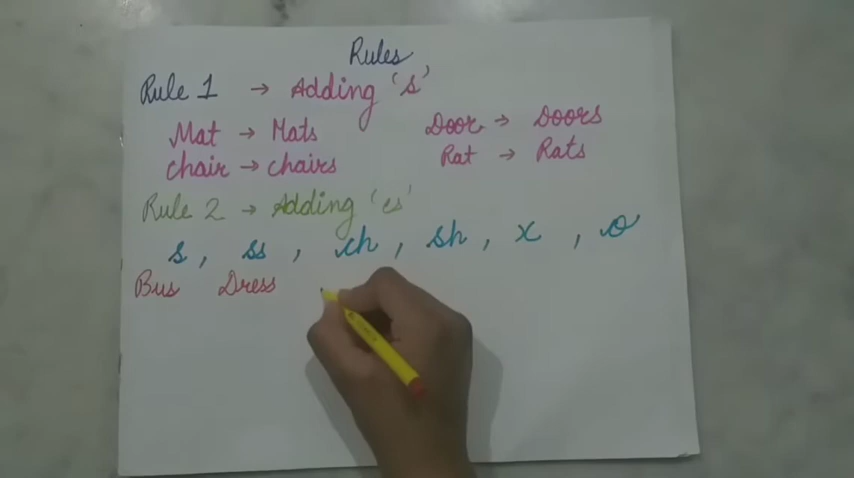 Rules
Rule 1 → Adding 's'
Mat → Mats Door → Doors
chair → chairs Rat → Rats
Rule 2 → Adding 'es'
s, ss, ch, sh, x, o
Bus Dress